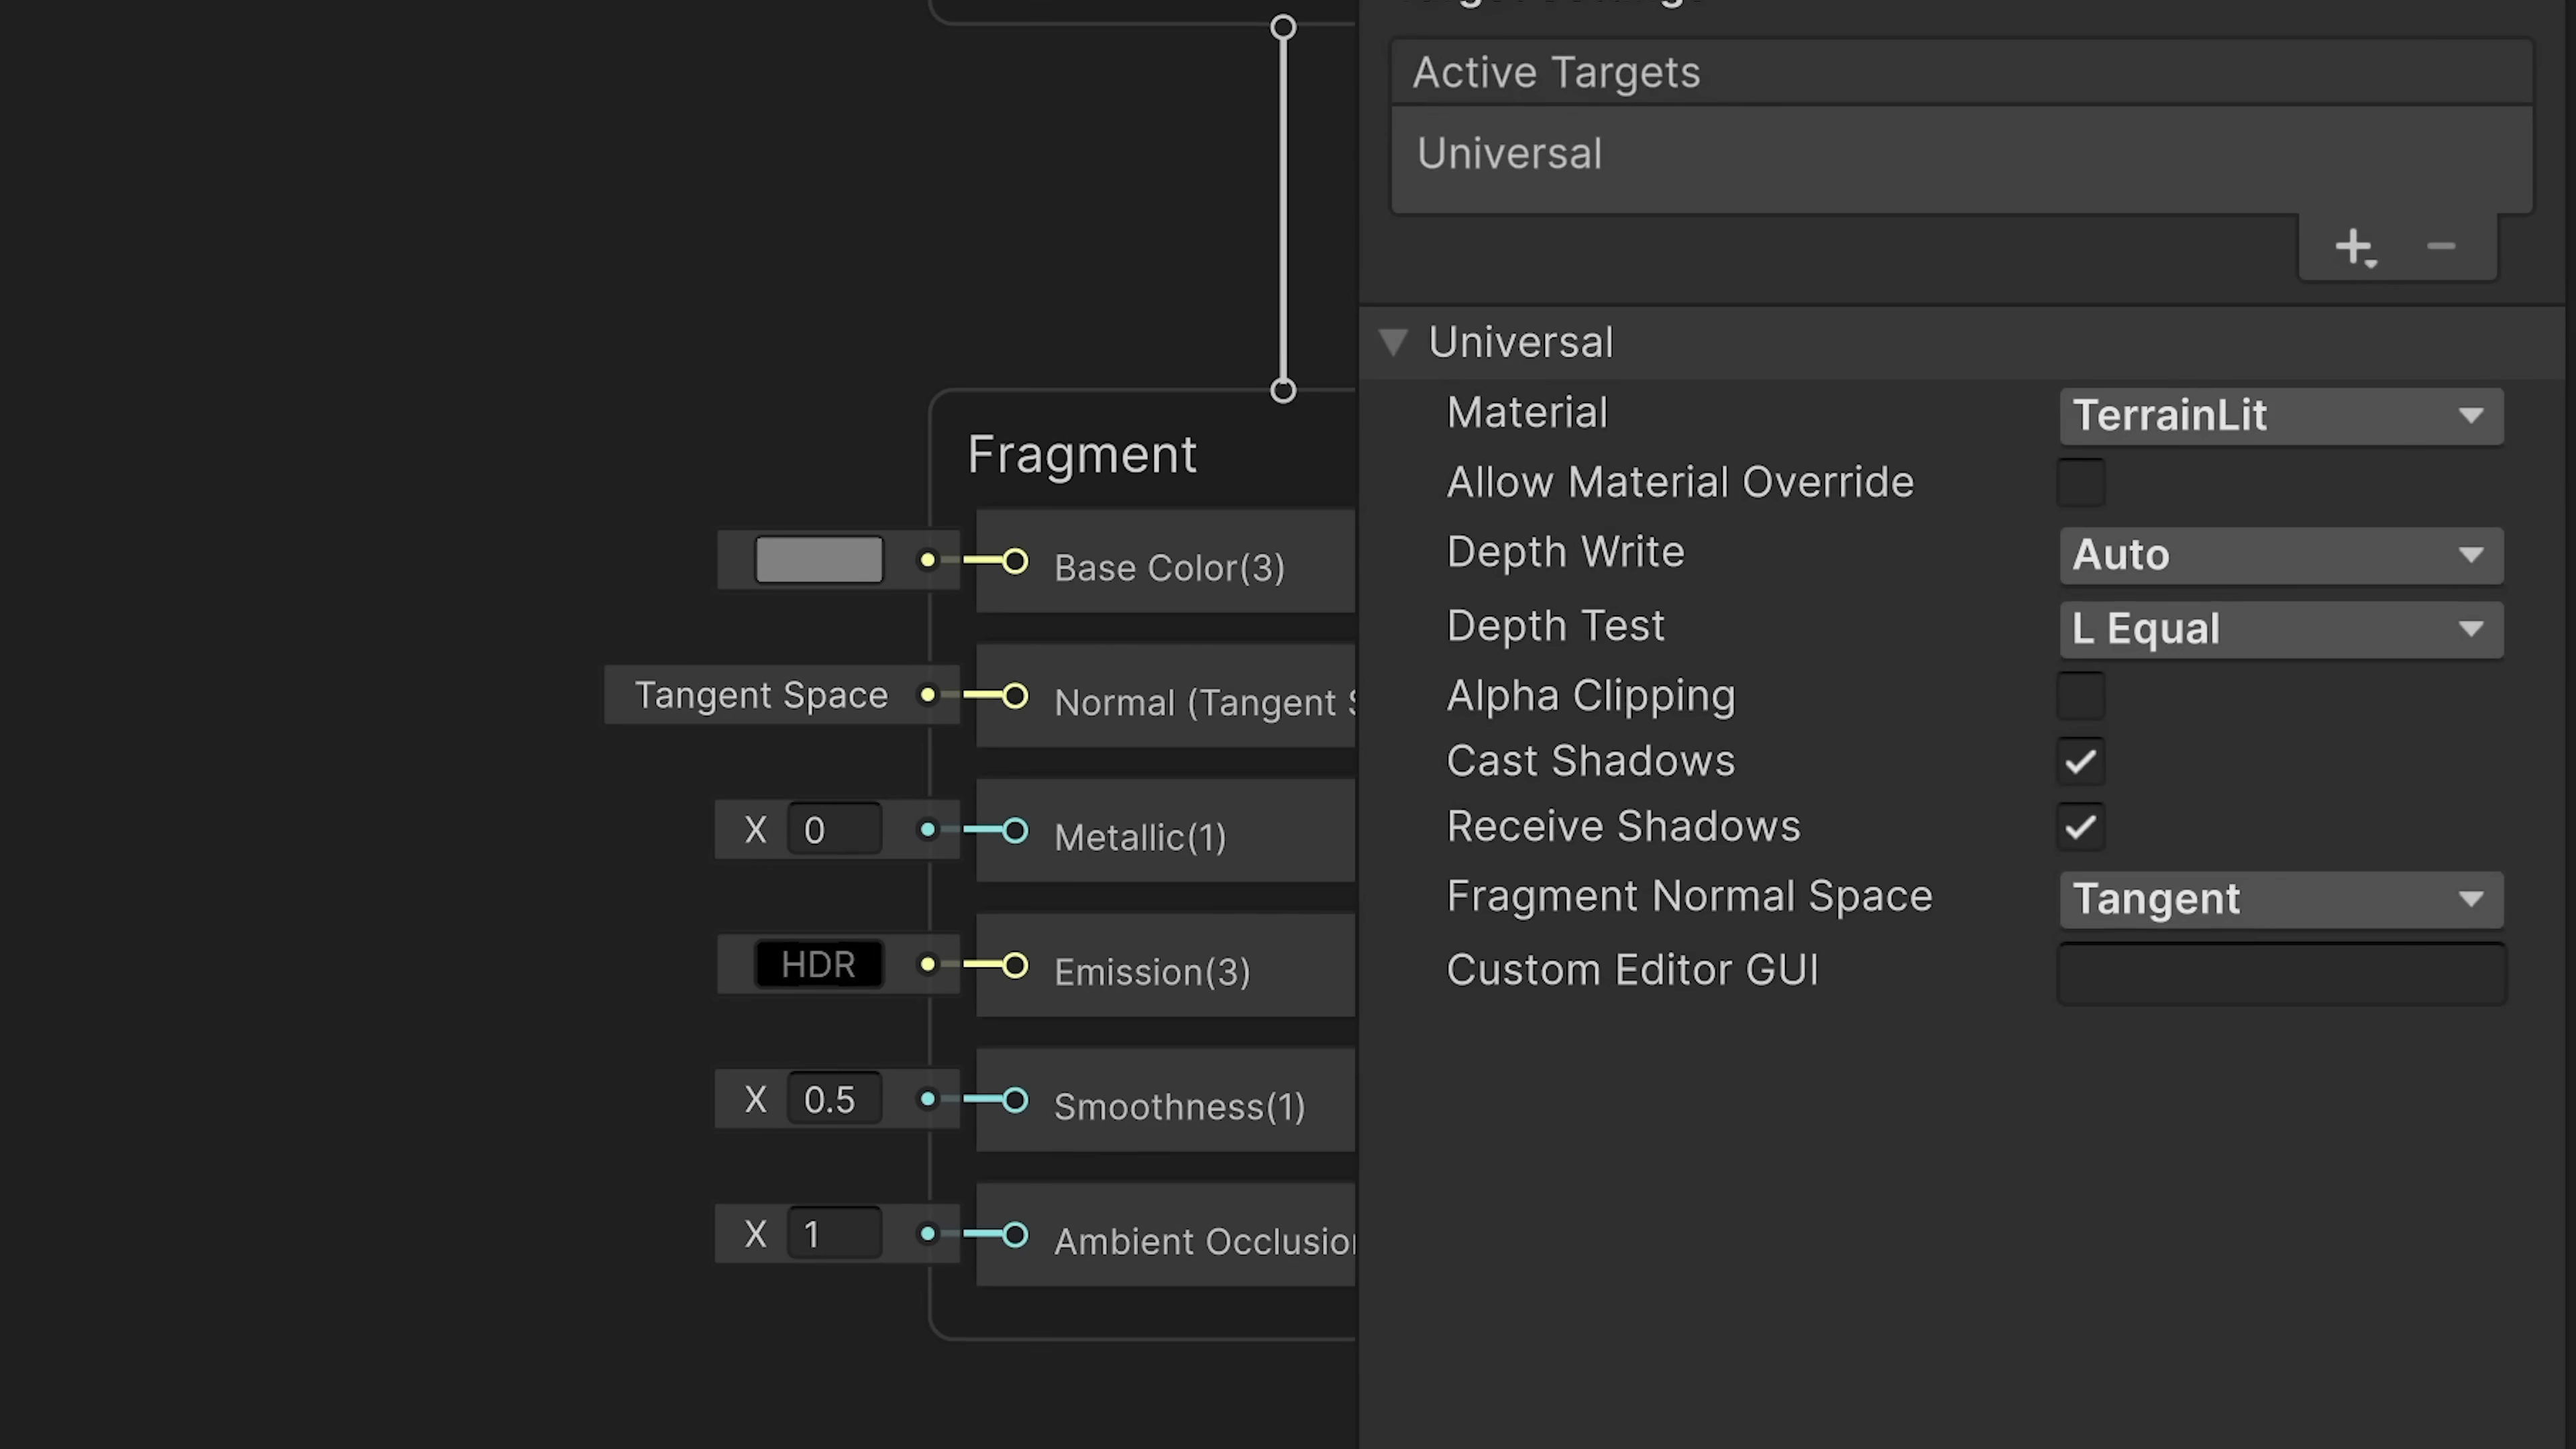 Active Targets
Universal
Universal
Material
TerrainLit
Allow Material Override
Depth Write
Auto
Depth Test
L Equal
Alpha Clipping
Cast Shadows
Receive Shadows
Fragment Normal Space
Tangent
Custom Editor GUI
Fragment
Base Color(3)
Tangent Space
Normal (Tangent S
X 0
Metallic(1)
HDR
Emission(3)
X 0.5
Smoothness(1)
X 1
Ambient Occlusion